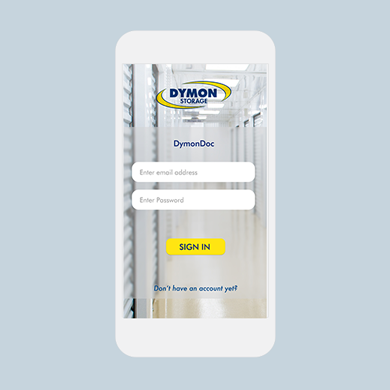 DYMON
STORAGE
DymonDoc
Enter email address
Enter Password
SIGN IN
Don't have an account yet?